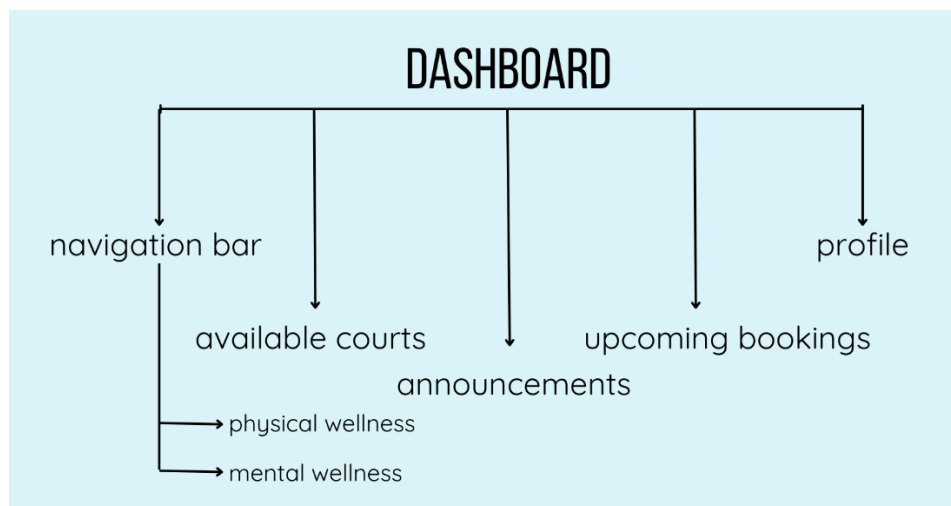 DASHBOARD
navigation bar
profile
available courts
upcoming bookings
announcements
physical wellness
mental wellness